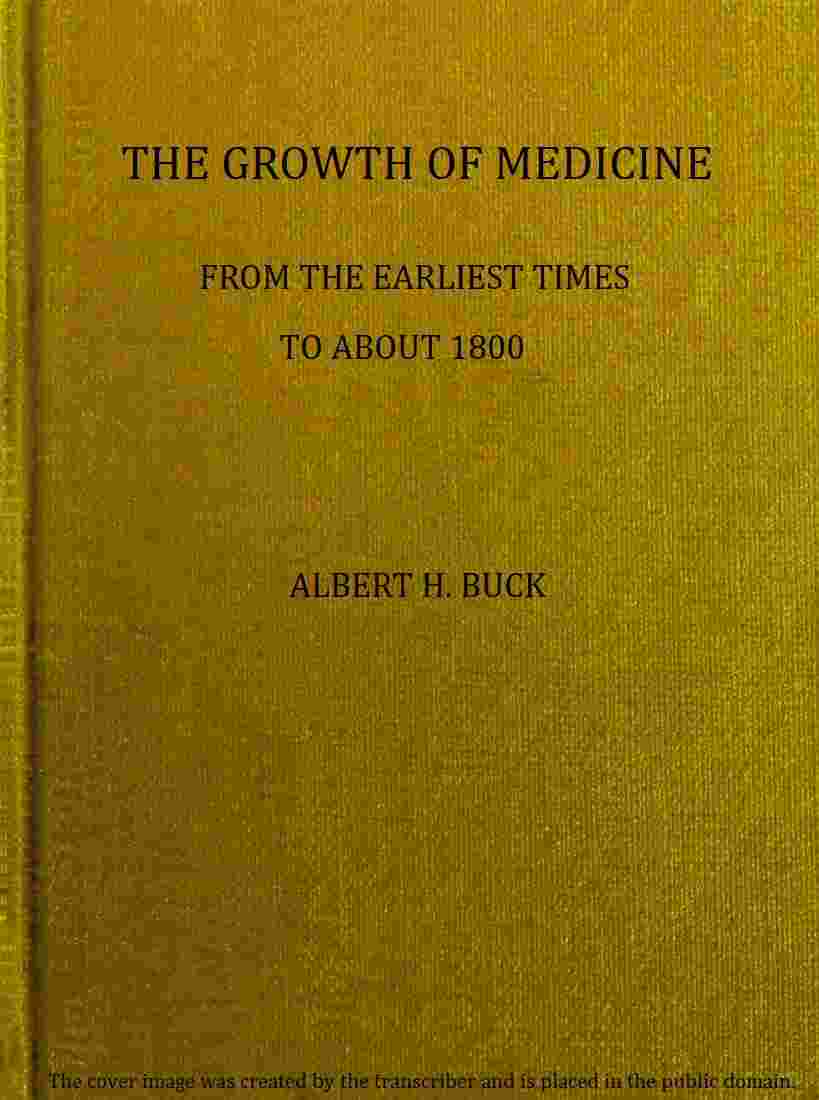 THE GROWTH OF MEDICINE
FROM THE EARLIEST TIMES
TO ABOUT 1800
ALBERT H. BUCK
The cover image was created by the transcriber and is placed in the public domain.